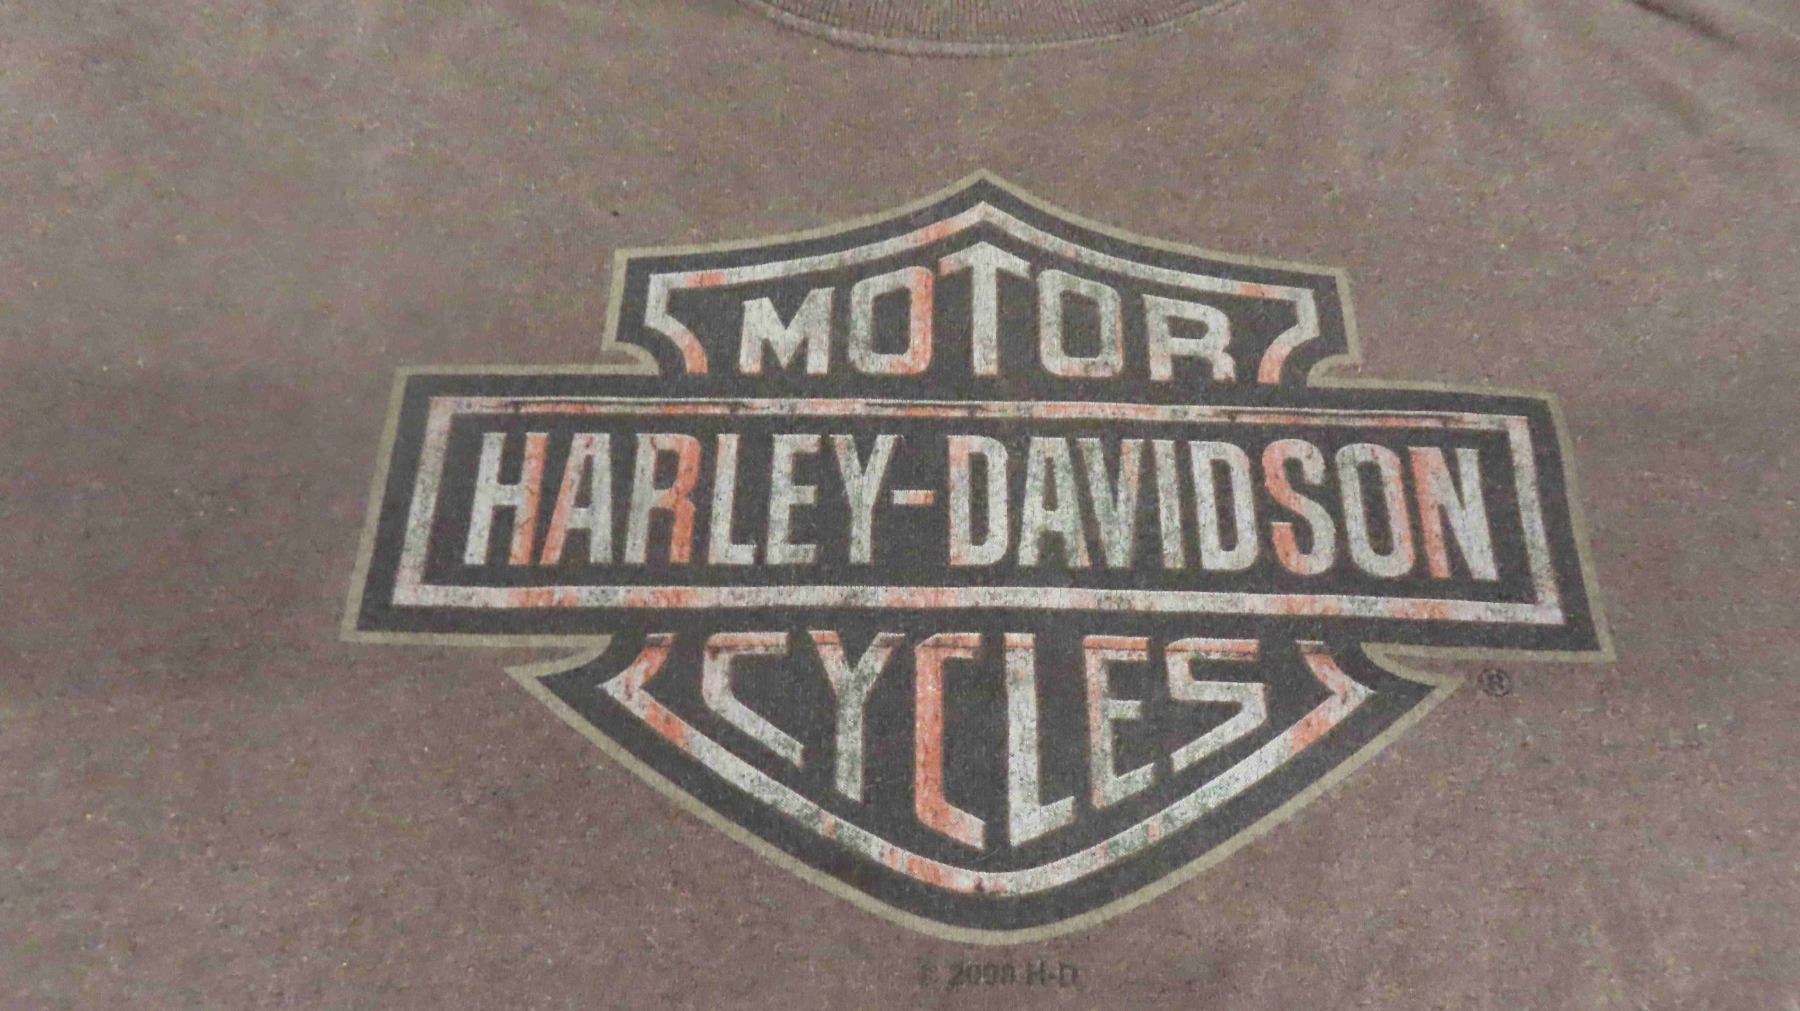 MOTOR
HARLEY-DAVIDSON
CYCLES
®
H-D